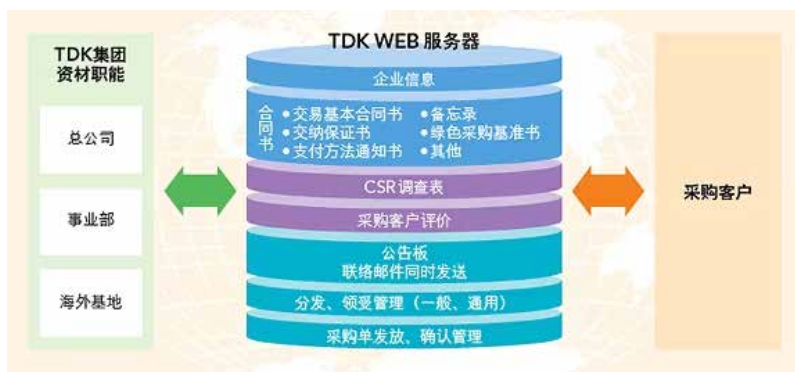 TDK集团
资材职能
总公司
事业部
海外基地
TDK WEB 服务器
企业信息
合同书
•交易基本合同书 •备忘录
•交纳保证书 •绿色采购基准书
•支付方法通知书 •其他
CSR调查表
采购客户评价
公告板
联络邮件同时发送
分发、领受管理（一般、通用）
采购单发放、确认管理
采购客户